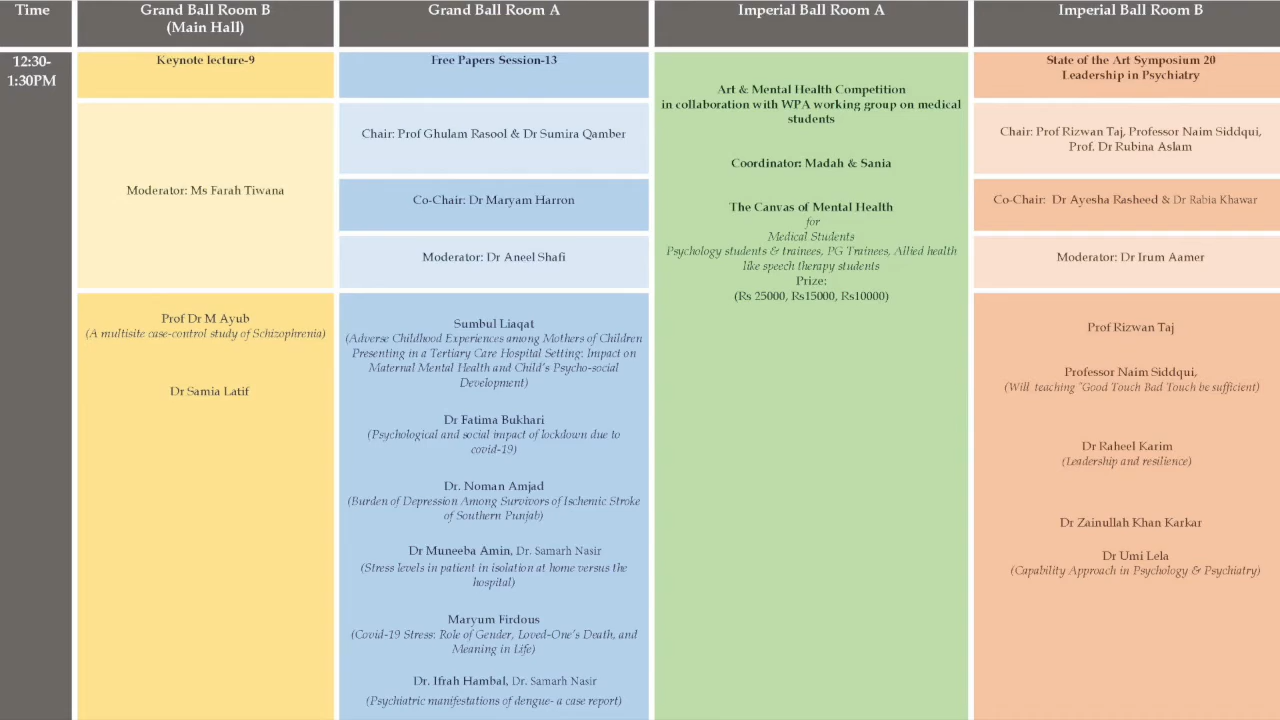 Time
Grand Ball Room B
(Main Hall)
Grand Ball Room A
Imperial Ball Room A
Imperial Ball Room B
12:30-
1:30PM
Keynote lecture-9
Moderator: Ms Farah Tiwana
Prof Dr M Ayub
(A multisite case-control study of Schizophrenia)
Dr Samia Latif
Free Papers Session-13
Chair: Prof Ghulam Rasool & Dr Sumira Qamber
Co-Chair: Dr Maryam Harron
Moderator: Dr Aneel Shafi
Sumbul Liaqat
(Adverse Childhood Experiences among Mothers of Children
Presenting in a Tertiary Care Hospital Setting: Impact on
Maternal Mental Health and Child's Psycho-social
Development)
Dr Fatima Bukhari
(Psychological and social impact of lockdown due to
covid-19)
Dr. Noman Amjad
(Burden of Depression Among Survivors of Ischemic Stroke
of Southern Punjab)
Dr Muneeba Amin, Dr. Samarh Nasir
(Stress levels in patient in isolation at home versus the
hospital)
Maryum Firdous
(Covid-19 Stress: Role of Gender, Loved-One's Death, and
Meaning in Life)
Dr. Ifrah Hambal, Dr. Samarh Nasir
(Psychiatric manifestations of dengue- a case report)
Art & Mental Health Competition
in collaboration with WPA working group on medical
students
Coordinator: Madah & Sania
The Canvas of Mental Health
for
Medical Students
Psychology students & trainees, PG Trainees, Allied health
like speech therapy students
Prize:
(Rs 25000, Rs15000, Rs10000)
State of the Art Symposium 20
Leadership in Psychiatry
Chair: Prof Rizwan Taj, Professor Naim Siddqui,
Prof. Dr Rubina Aslam
Co-Chair: Dr Ayesha Rasheed & Dr Rabia Khawar
Moderator: Dr Irum Aamer
Prof Rizwan Taj
Professor Naim Siddqui,
(Will teaching "Good Touch Bad Touch be sufficient)
Dr Raheel Karim
(Leadership and resilience)
Dr Zainullah Khan Karkar
Dr Umi Lela
(Capability Approach in Psychology & Psychiatry)